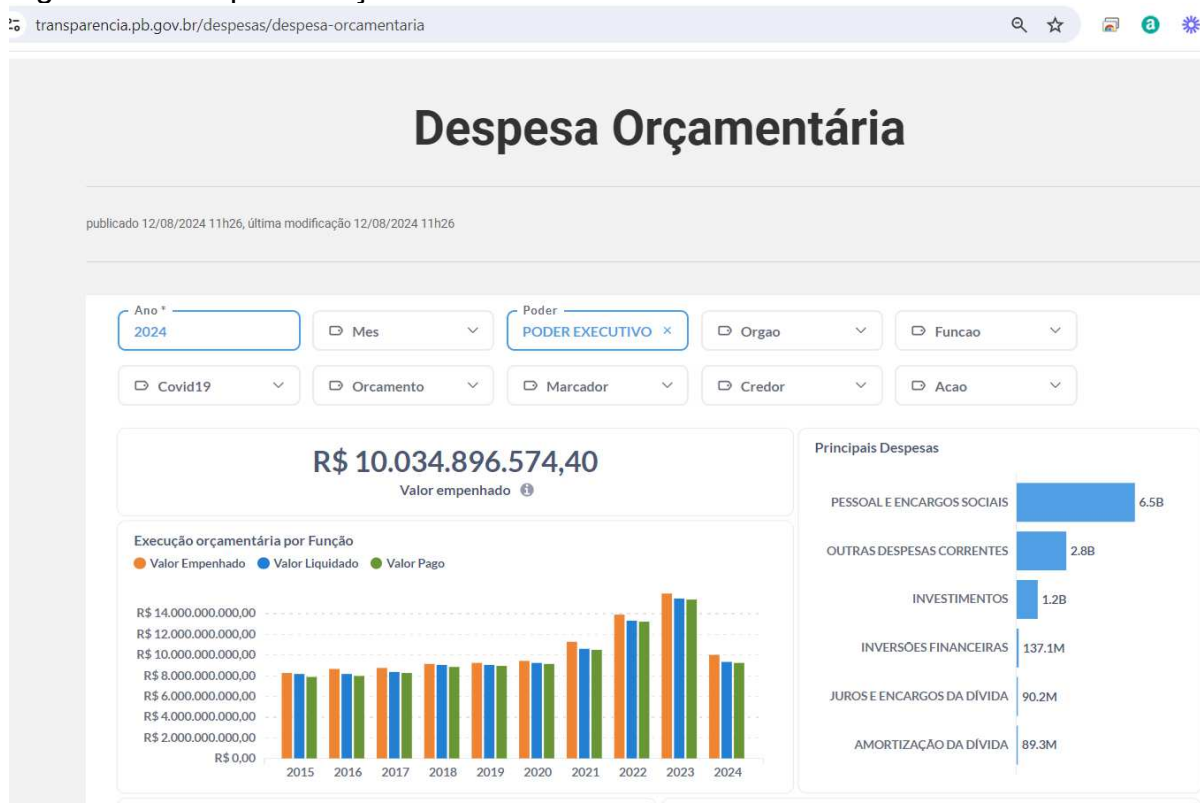 transparencia.pb.gov.br/despesas/despesa-orcamentaria
Despesa Orçamentária
publicado 12/08/2024 11h26, última modificação 12/08/2024 11h26
Ano *
2024
Mes
Poder
PODER EXECUTIVO ×
Orgao
Funcao
Covid19
Orcamento
Marcador
Credor
Acao
R$ 10.034.896.574,40
Valor empenhado
Execução orçamentária por Função
Valor Empenhado Valor Liquidado Valor Pago
R$ 14.000.000.000,00
R$ 12.000.000.000,00
R$ 10.000.000.000,00
R$ 8.000.000.000,00
R$ 6.000.000.000,00
R$ 4.000.000.000,00
R$ 2.000.000.000,00
R$ 0,00
2015 2016 2017 2018 2019 2020 2021 2022 2023 2024
Principais Despesas
PESSOAL E ENCARGOS SOCIAIS 6.5B
OUTRAS DESPESAS CORRENTES 2.8B
INVESTIMENTOS 1.2B
INVERSÕES FINANCEIRAS 137.1M
JUROS E ENCARGOS DA DÍVIDA 90.2M
AMORTIZAÇÃO DA DÍVIDA 89.3M